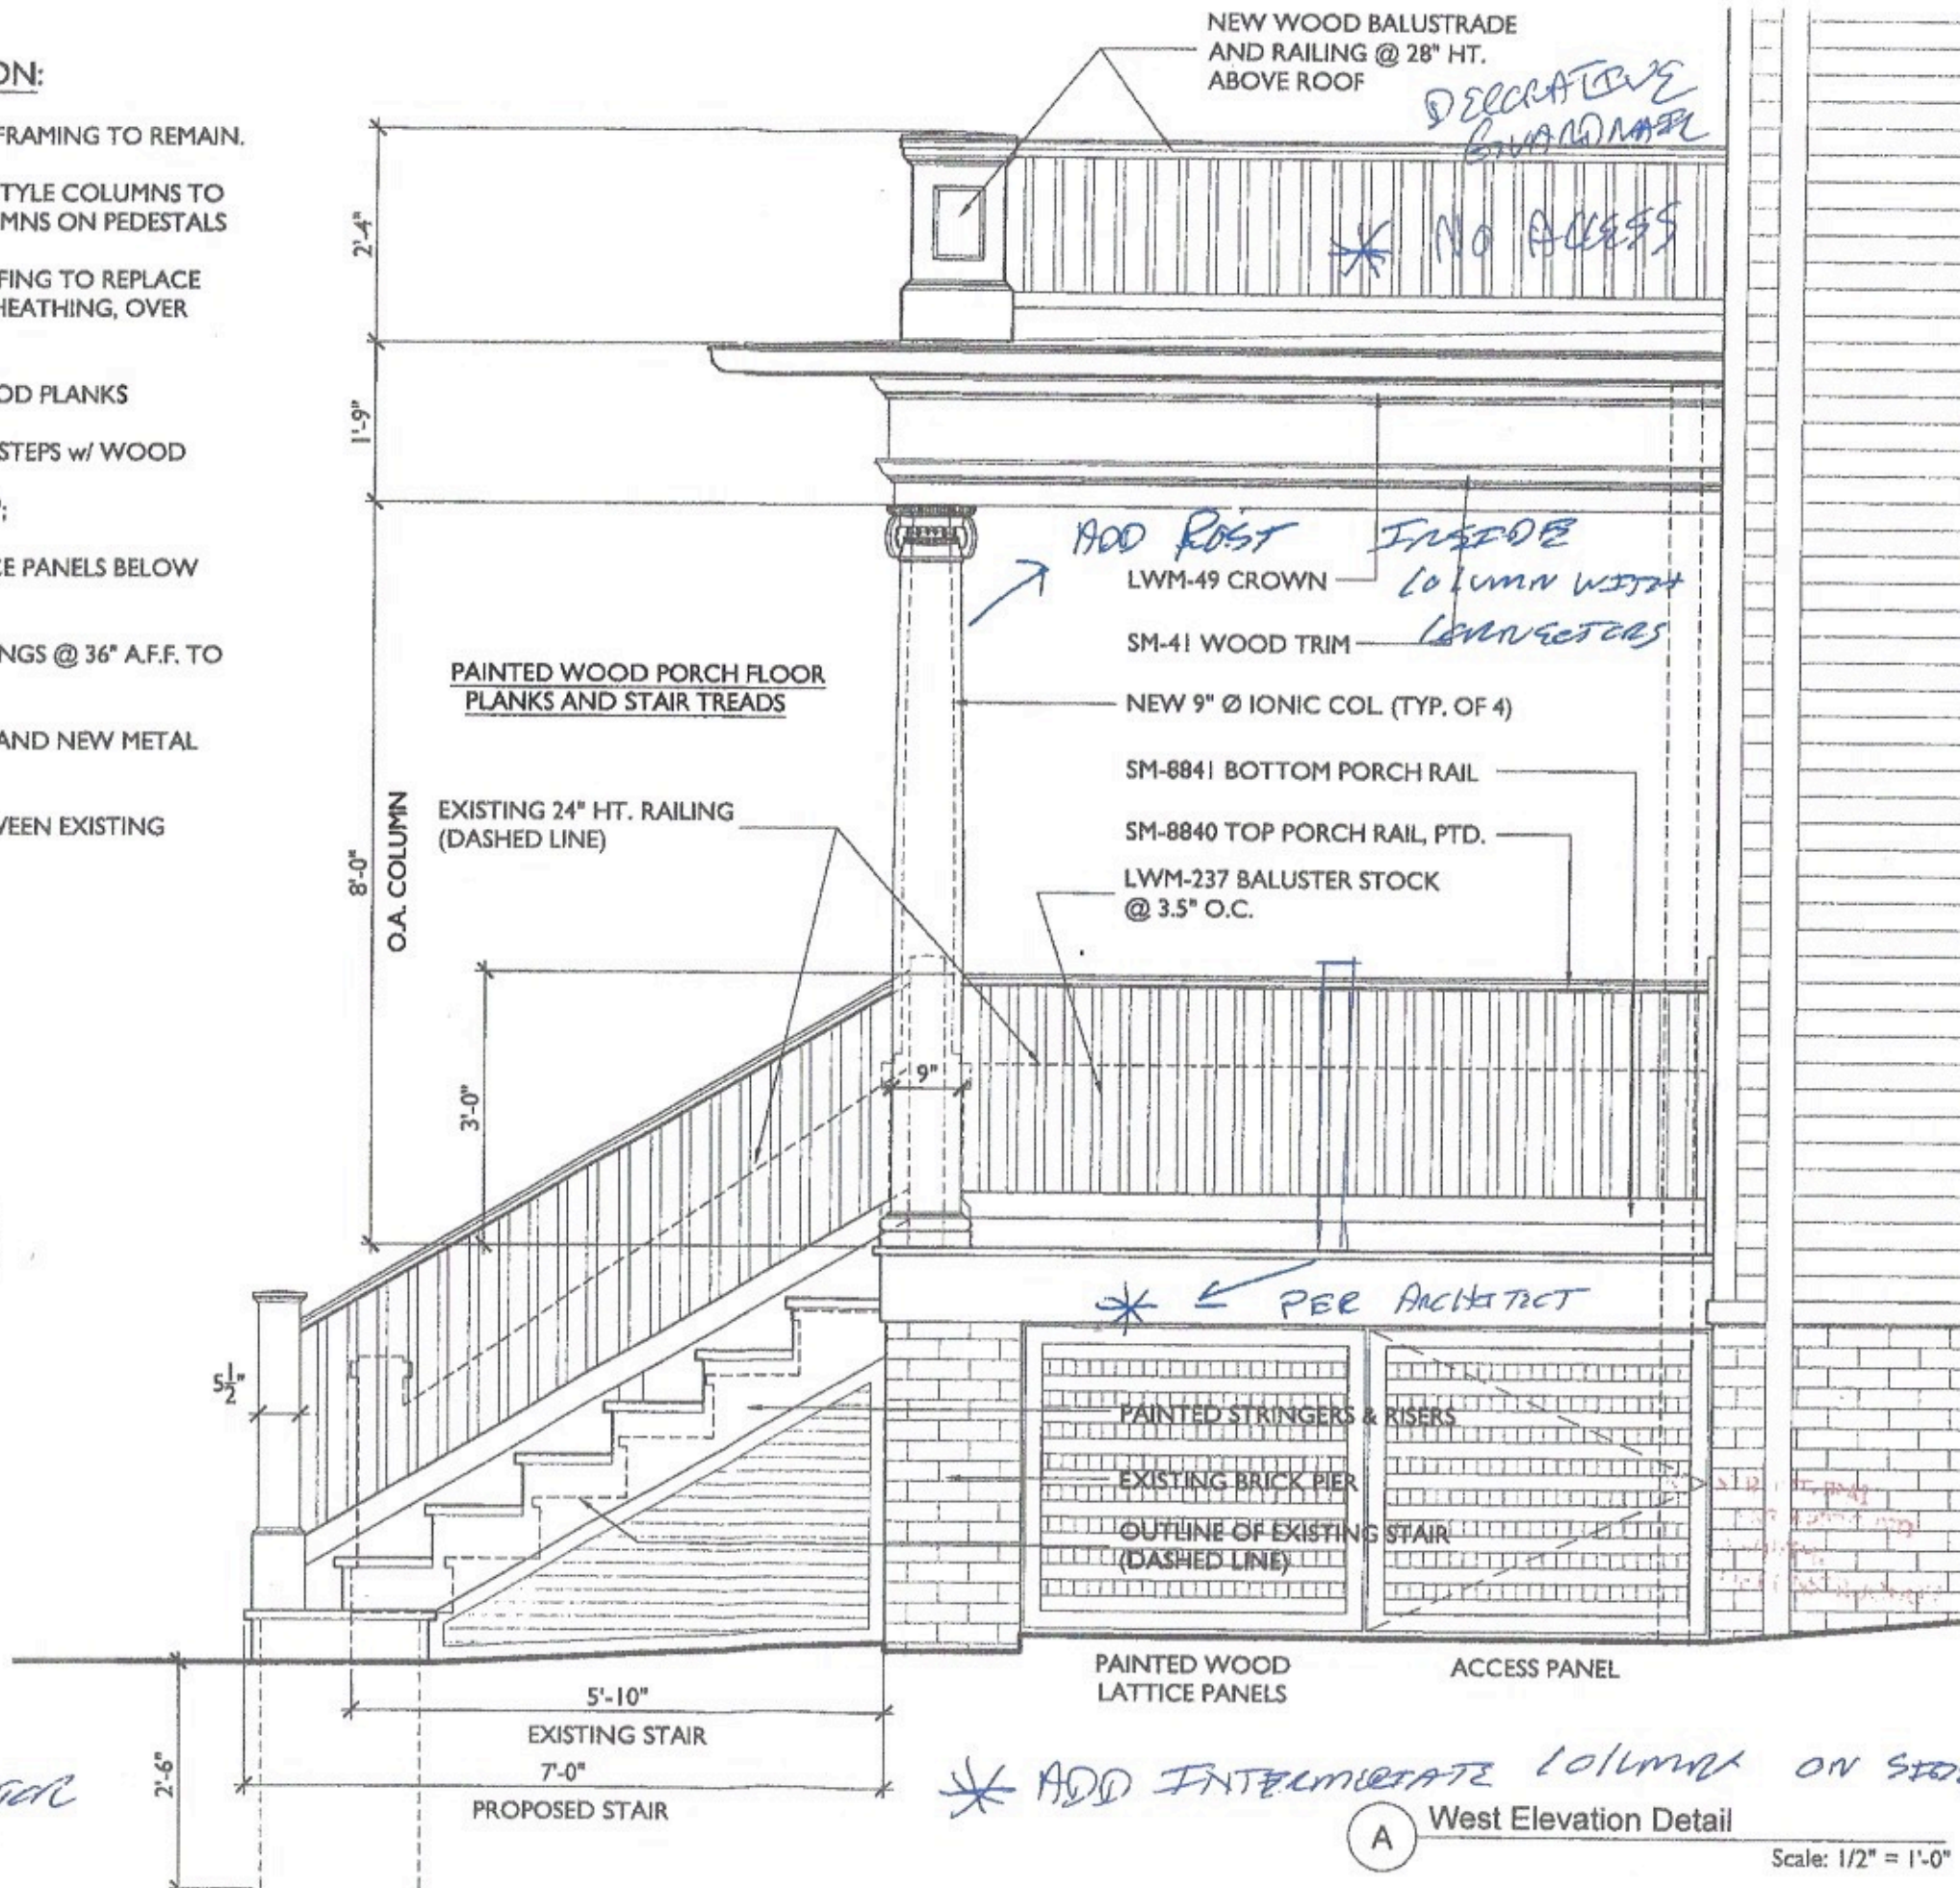 ON:
FRAMING TO REMAIN.
TYLE COLUMNS TO
MNS ON PEDESTALS
FING TO REPLACE
HEATHING, OVER
OD PLANKS
STEPS w/ WOOD
";
CE PANELS BELOW
NGS @ 36" A.F.F. TO
AND NEW METAL
VEEN EXISTING
NEW WOOD BALUSTRADE
AND RAILING @ 28" HT.
ABOVE ROOF
DECORATIVE
GUARDRAIL
* NO ACCESS
2'-4"
1'-9"
8'-0"
O.A. COLUMN
ADD POST INSIDE
COLUMN WITH
CONNECTORS
LWM-49 CROWN
SM-41 WOOD TRIM
PAINTED WOOD PORCH FLOOR
PLANKS AND STAIR TREADS
NEW 9" Ø IONIC COL. (TYP. OF 4)
SM-8841 BOTTOM PORCH RAIL
EXISTING 24" HT. RAILING
(DASHED LINE)
SM-8840 TOP PORCH RAIL, PTD.
LWM-237 BALUSTER STOCK
@ 3.5" O.C.
3'-0"
9"
* PER ARCHITECT
5½"
PAINTED STRINGERS & RISERS
EXISTING BRICK PIER
OUTLINE OF EXISTING STAIR
(DASHED LINE)
PAINTED WOOD
LATTICE PANELS
ACCESS PANEL
5'-10"
EXISTING STAIR
7'-0"
PROPOSED STAIR
2'-6"
* ADD INTERMEDIATE COLUMN ON
A
West Elevation Detail
Scale: 1/2" = 1'-0"